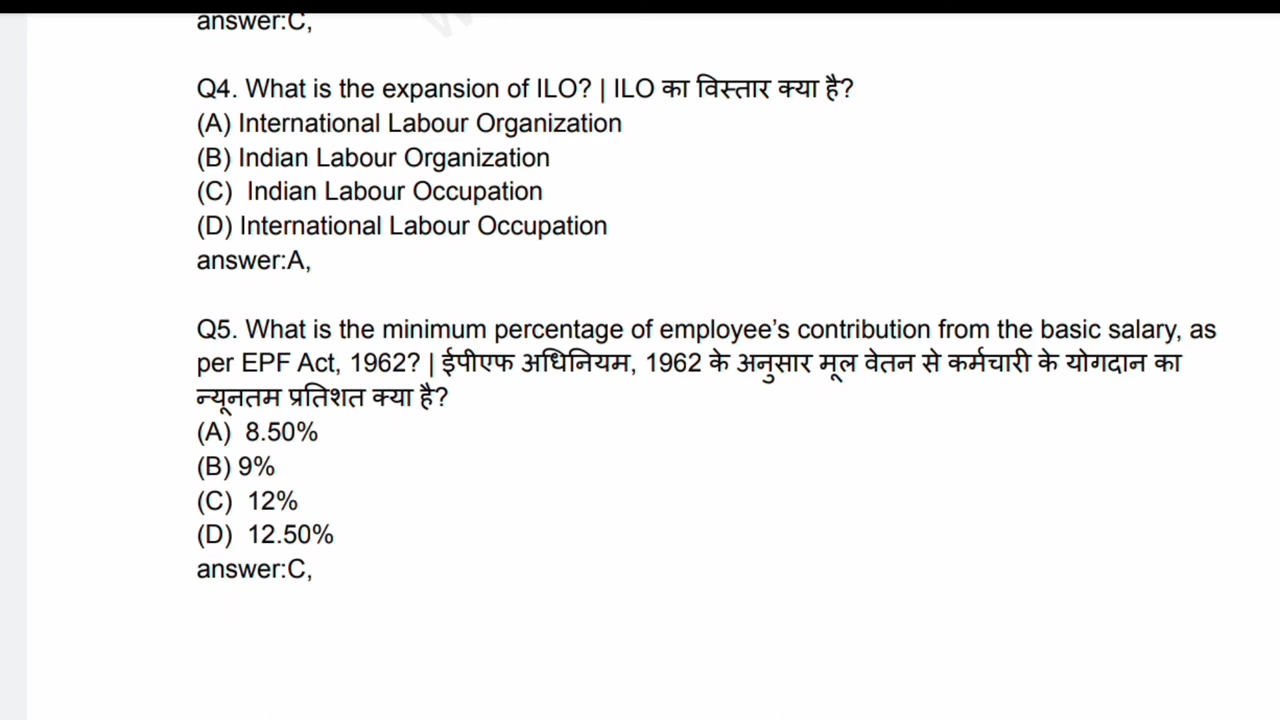 answer:C,
Q4. What is the expansion of ILO? | ILO का विस्तार क्या है?
(A) International Labour Organization
(B) Indian Labour Organization
(C) Indian Labour Occupation
(D) International Labour Occupation
answer:A,
Q5. What is the minimum percentage of employee’s contribution from the basic salary, as
per EPF Act, 1962? | ईपीएफ अधिनियम, 1962 के अनुसार मूल वेतन से कर्मचारी के योगदान का
न्यूनतम प्रतिशत क्या है?
(A) 8.50%
(B) 9%
(C) 12%
(D) 12.50%
answer:C,